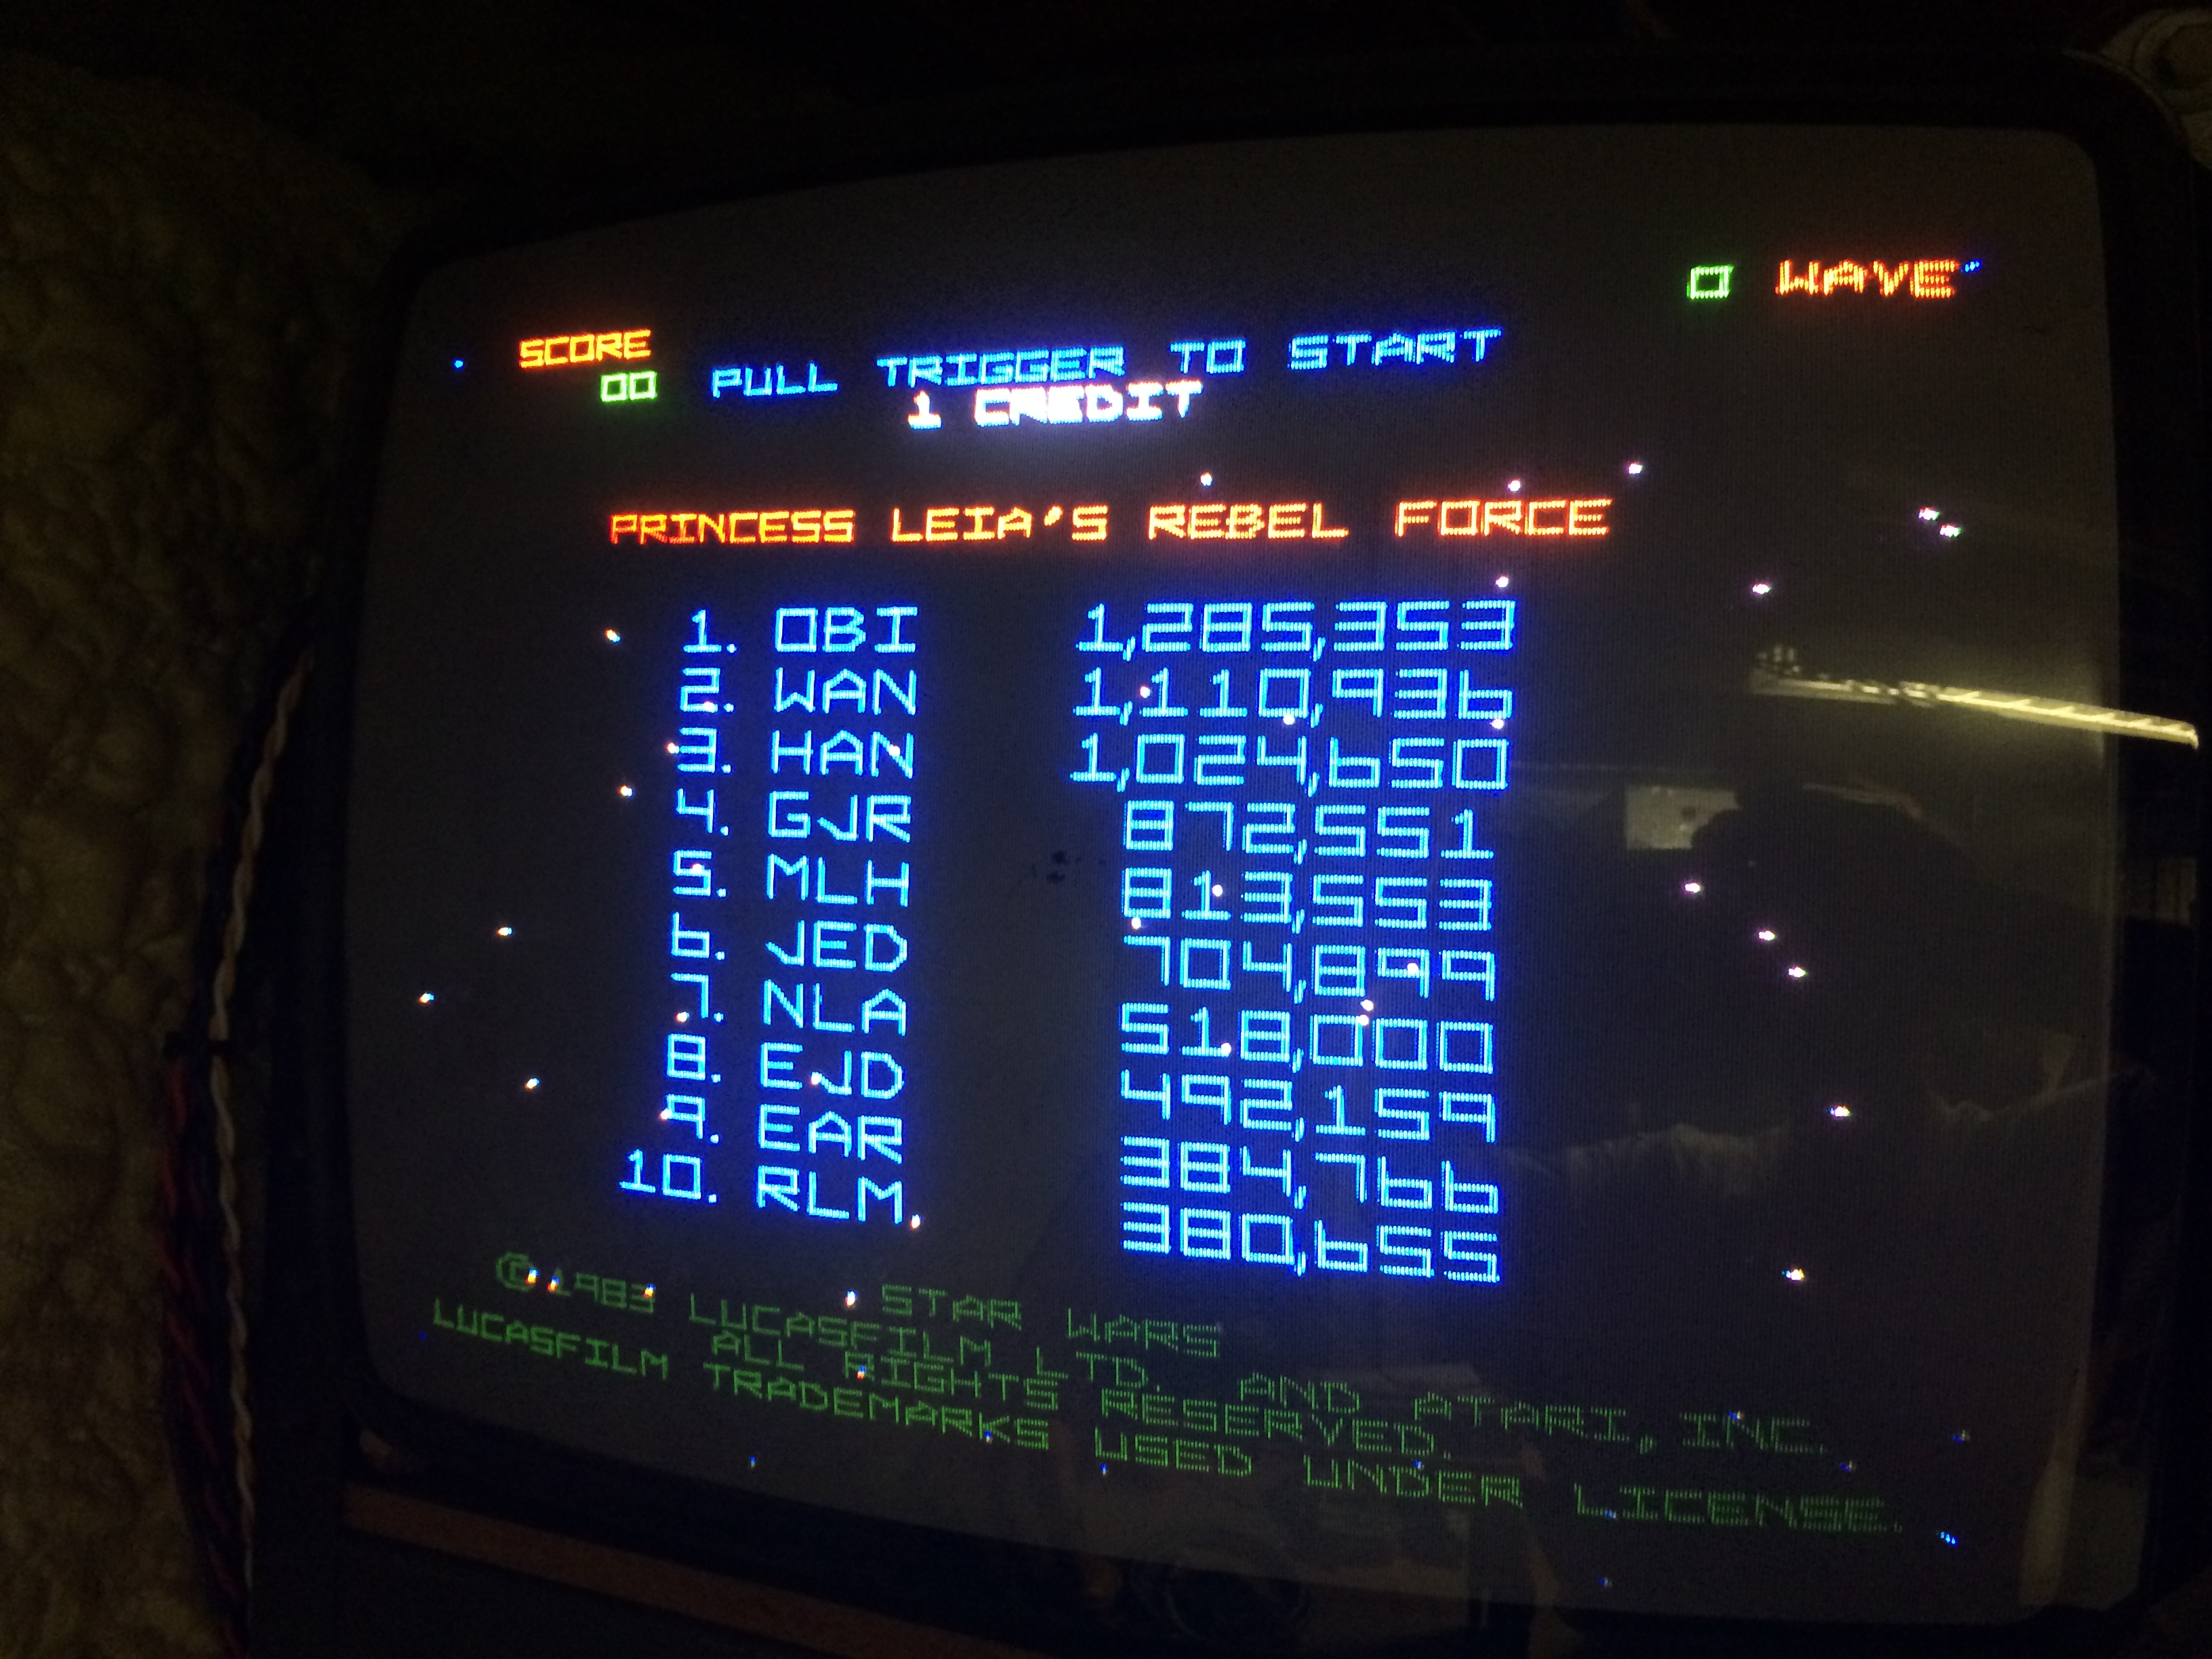 SCORE
00
PULL TRIGGER TO START
1 CREDIT
0 WAVE
PRINCESS LEIA'S REBEL FORCE
1. OBI 1,285,353
2. WAN 1,110,936
3. HAN 1,024,650
4. GJR 872,551
5. MLH 813,553
6. JED 704,899
7. NLA 518,000
8. EJD 492,159
9. EAR 384,766
10. RLM 380,655
STAR WARS
© 1983 LUCASFILM LTD. AND ATARI, INC.
ALL RIGHTS RESERVED.
LUCASFILM TRADEMARKS USED UNDER LICENSE.